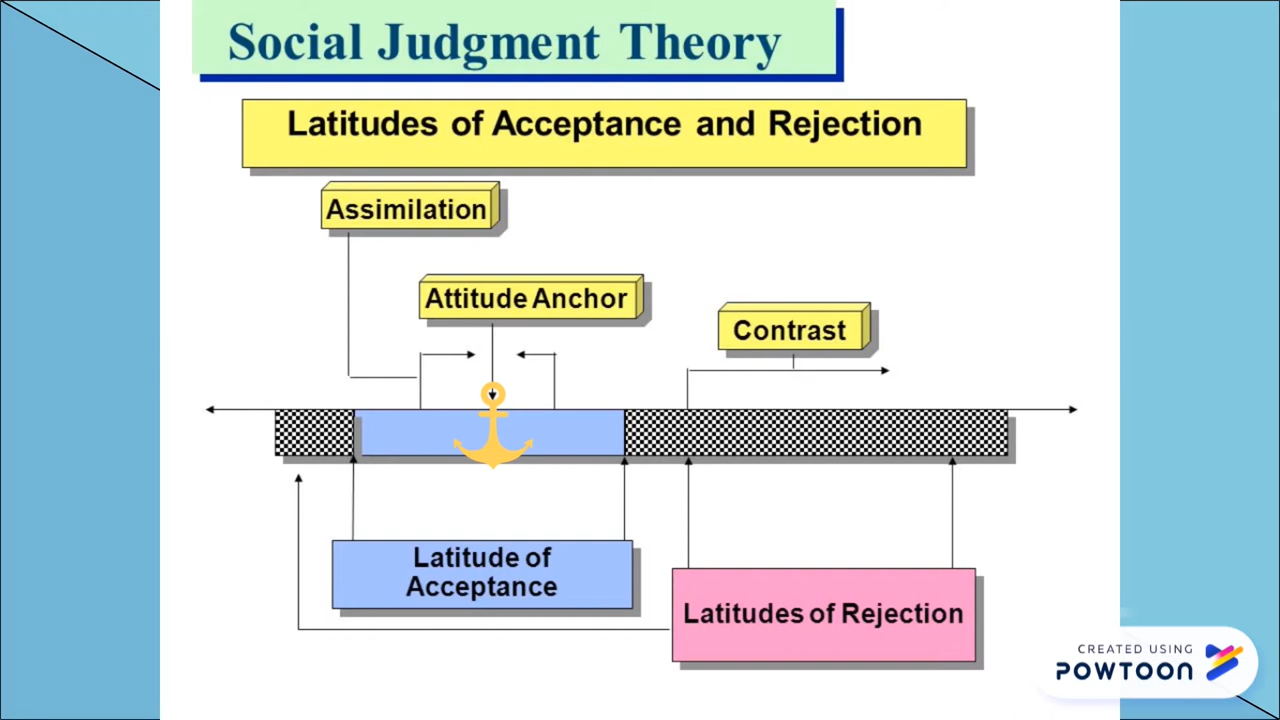 Social Judgment Theory
Latitudes of Acceptance and Rejection
Assimilation
Attitude Anchor
Contrast
Latitude of
Acceptance
Latitudes of Rejection
CREATED USING
POWTOON